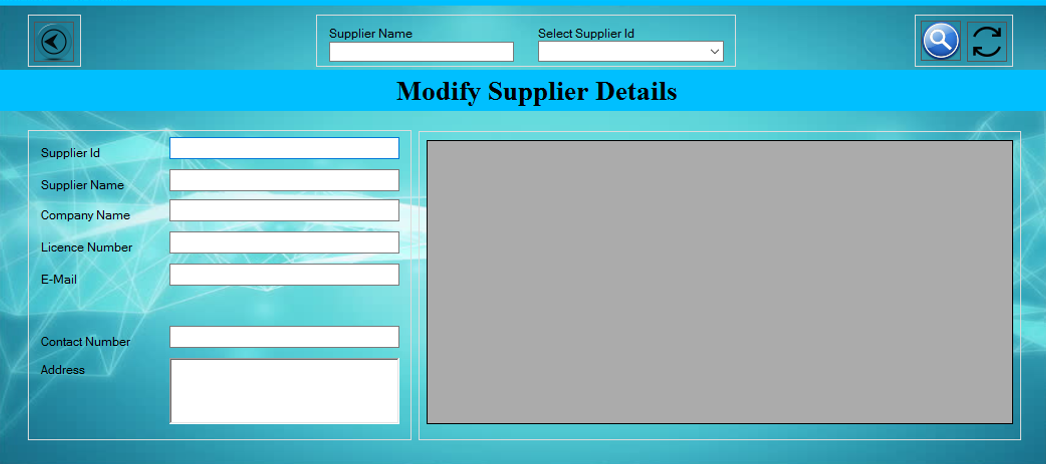 Supplier Name
Select Supplier Id
Modify Supplier Details
Supplier Id
Supplier Name
Company Name
Licence Number
E-Mail
Contact Number
Address